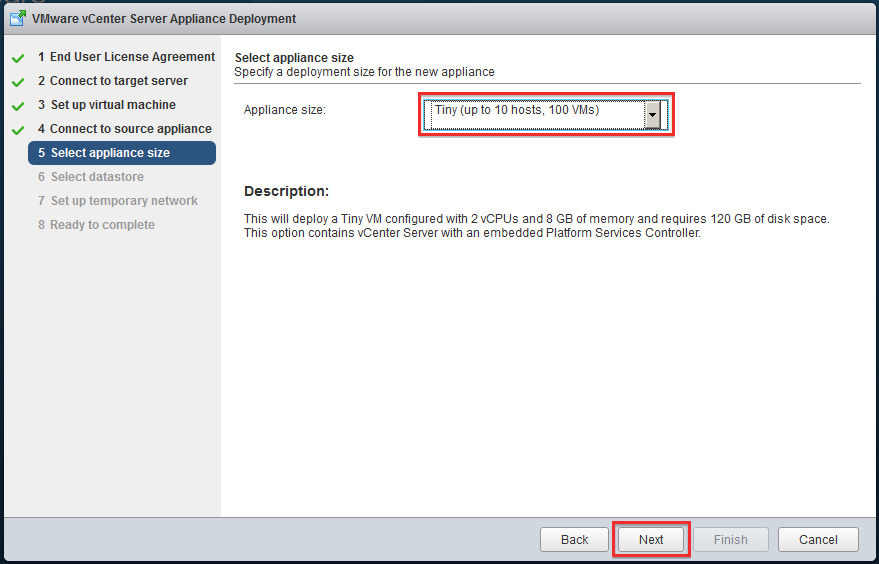 VMware vCenter Server Appliance Deployment
1 End User License Agreement
2 Connect to target server
3 Set up virtual machine
4 Connect to source appliance
5 Select appliance size
6 Select datastore
7 Set up temporary network
8 Ready to complete
Select appliance size
Specify a deployment size for the new appliance
Appliance size:
Tiny (up to 10 hosts, 100 VMs)
Description:
This will deploy a Tiny VM configured with 2 vCPUs and 8 GB of memory and requires 120 GB of disk space.
This option contains vCenter Server with an embedded Platform Services Controller.
Back
Next
Finish
Cancel